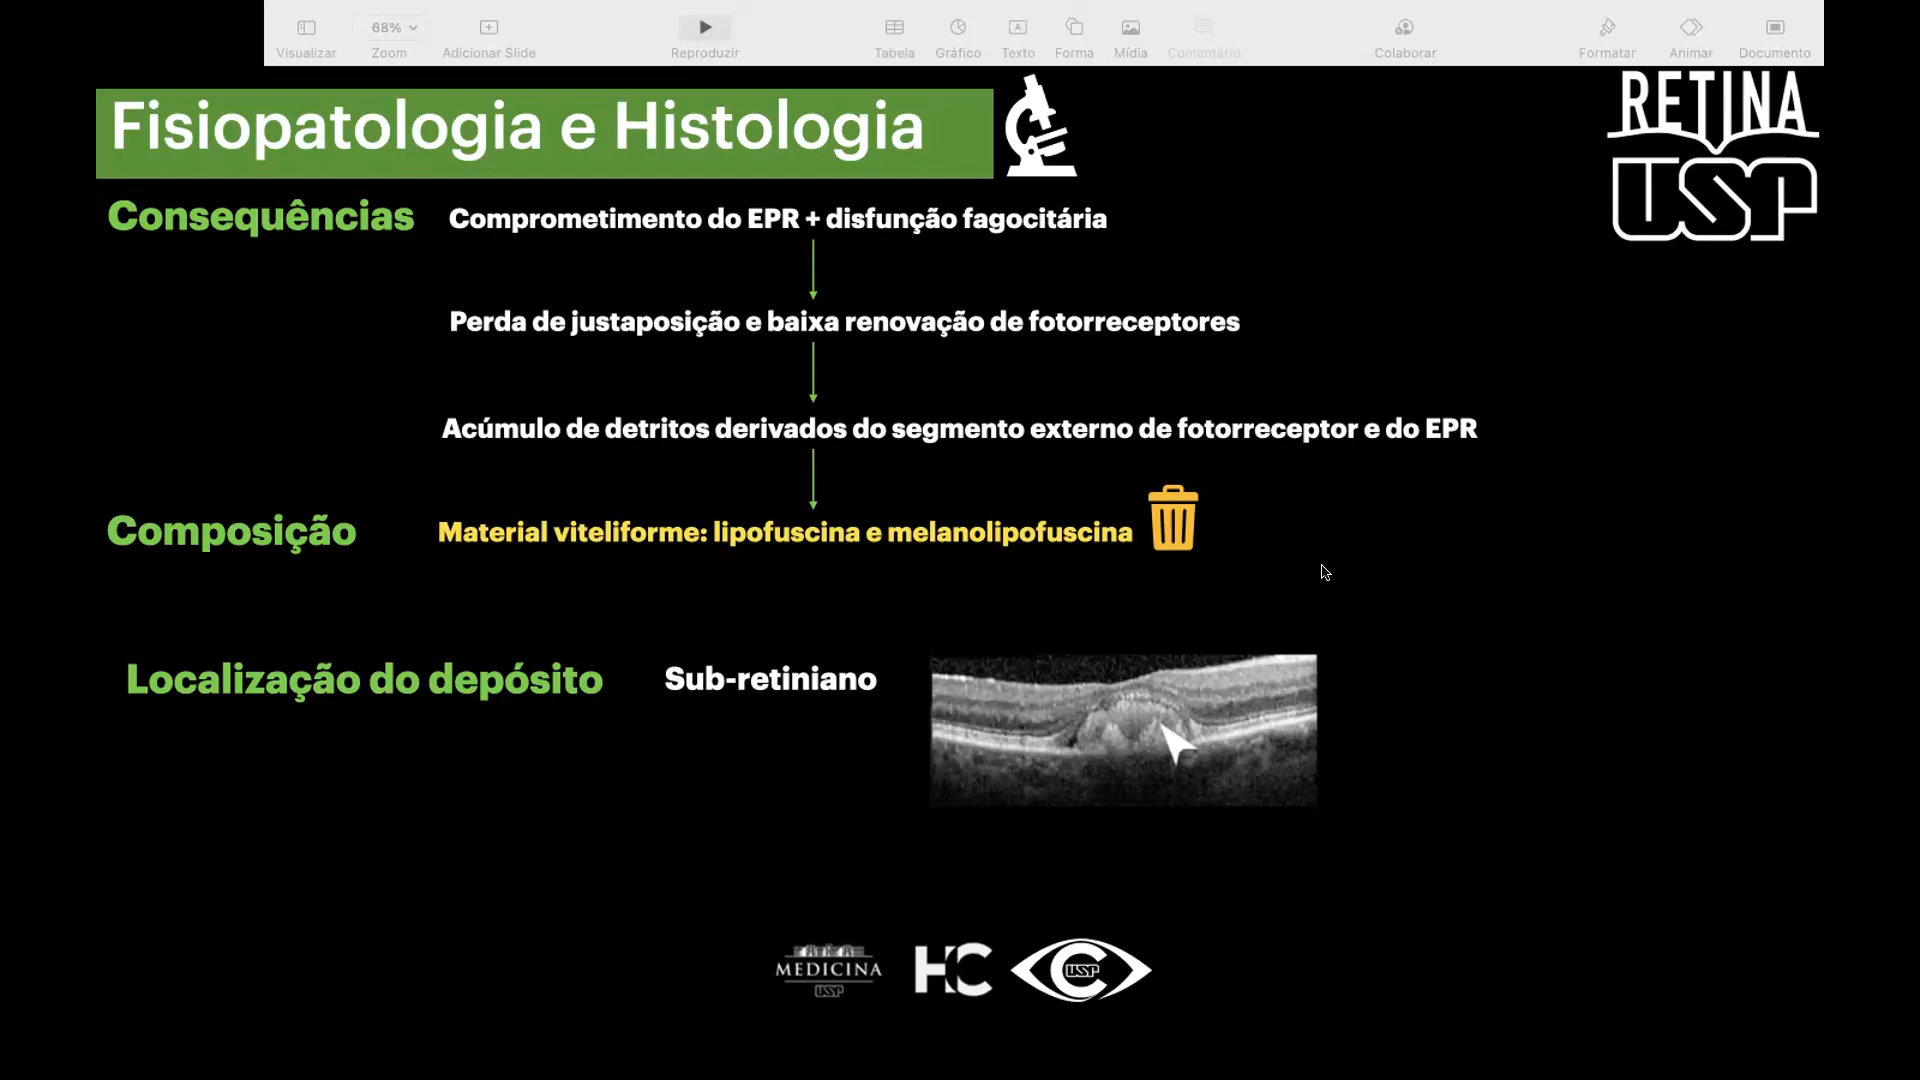 68%
Visualizar Zoom Adicionar Slide Reproduzir Tabela Gráfico Texto Forma Mídia Comentário Colaborar Formatar Animar Documento
Fisiopatologia e Histologia
RETINA
USP
Consequências Comprometimento do EPR + disfunção fagocitária
Perda de justaposição e baixa renovação de fotorreceptores
Acúmulo de detritos derivados do segmento externo de fotorreceptor e do EPR
Composição Material viteliforme: lipofuscina e melanolipofuscina
Localização do depósito Sub-retiniano
MEDICINA
USP
HC
C USP